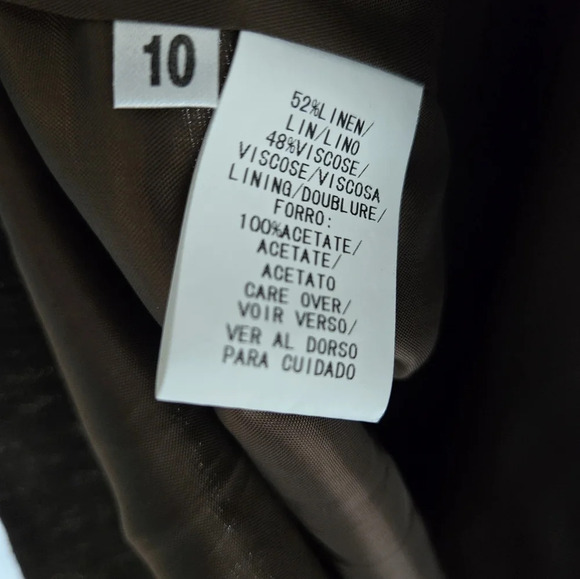 10
52%LINEN/
LIN/LINO
48%VISCOSE/
VISCOSE/VISCOSA
LINING/DOUBLURE/
FORRO:
100%ACETATE/
ACETATE/
ACETATO
CARE OVER/
VOIR VERSO/
VER AL DORSO
PARA CUIDADO